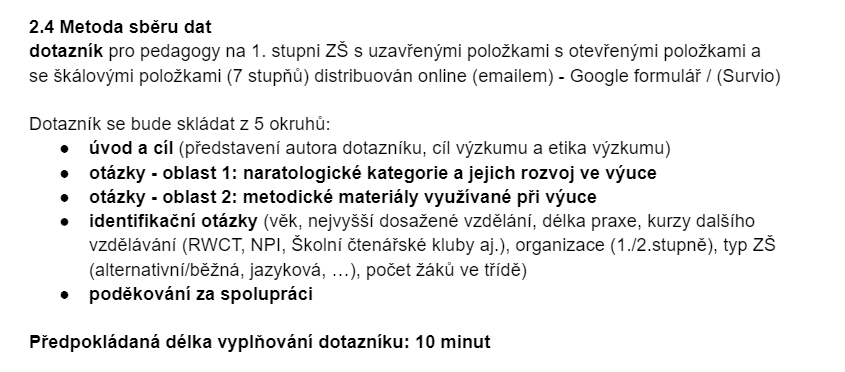 2.4 Metoda sběru dat
dotazník pro pedagogy na 1. stupni ZŠ s uzavřenými položkami s otevřenými položkami a
se škálovými položkami (7 stupňů) distribuován online (emailem) - Google formulář / (Survio)
Dotazník se bude skládat z 5 okruhů:
● úvod a cíl (představení autora dotazníku, cíl výzkumu a etika výzkumu)
● otázky - oblast 1: naratologické kategorie a jejich rozvoj ve výuce
● otázky - oblast 2: metodické materiály využívané při výuce
● identifikační otázky (věk, nejvyšší dosažené vzdělání, délka praxe, kurzy dalšího
vzdělávání (RWCT, NPI, Školní čtenářské kluby aj.), organizace (1./2.stupně), typ ZŠ
(alternativní/běžná, jazyková, …), počet žáků ve třídě)
● poděkování za spolupráci
Předpokládaná délka vyplňování dotazníku: 10 minut